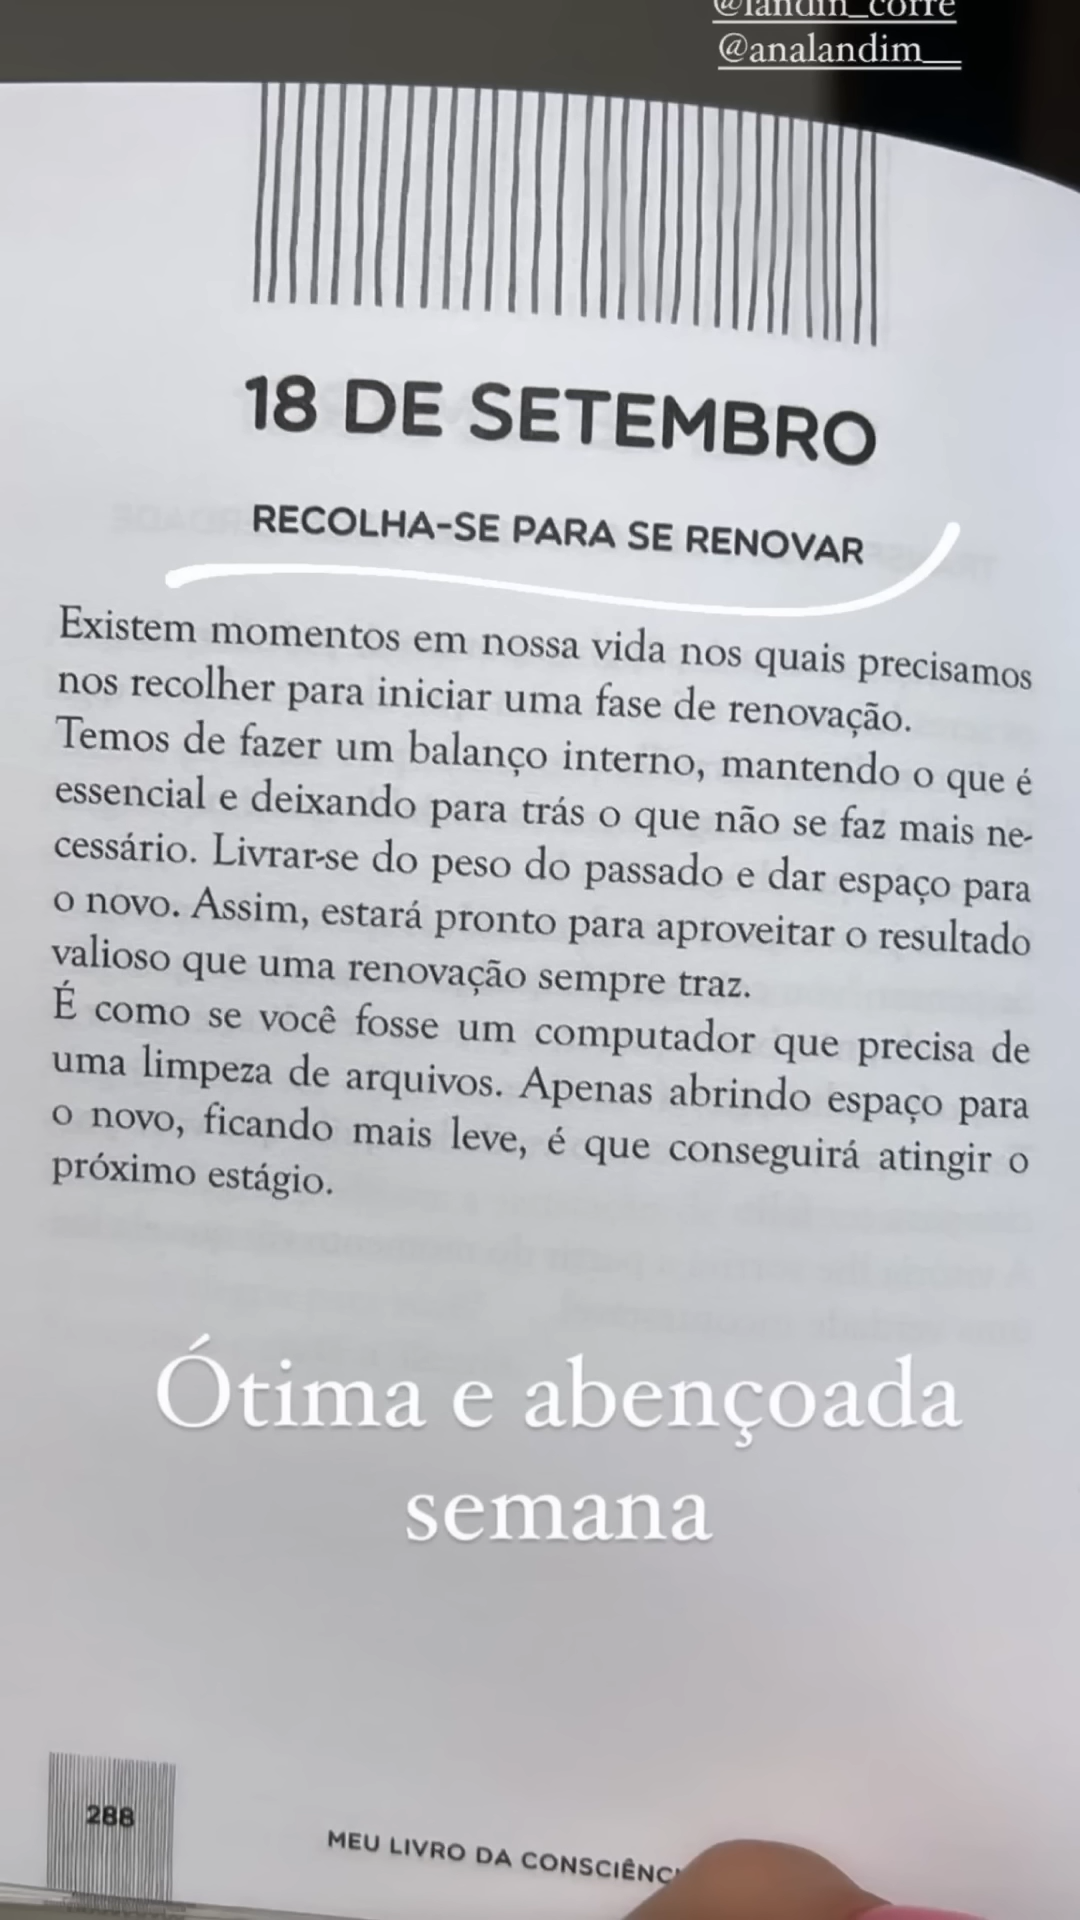 @analandim__
18 DE SETEMBRO
RECOLHA-SE PARA SE RENOVAR
Existem momentos em nossa vida nos quais precisamos
nos recolher para iniciar uma fase de renovação.
Temos de fazer um balanço interno, mantendo o que é
essencial e deixando para trás o que não se faz mais ne-
cessário. Livrar-se do peso do passado e dar espaço para
o novo. Assim, estará pronto para aproveitar o resultado
valioso que uma renovação sempre traz.
É como se você fosse um computador que precisa de
uma limpeza de arquivos. Apenas abrindo espaço para
o novo, ficando mais leve, é que conseguirá atingir o
próximo estágio.
Ótima e abençoada
semana
288
MEU LIVRO DA